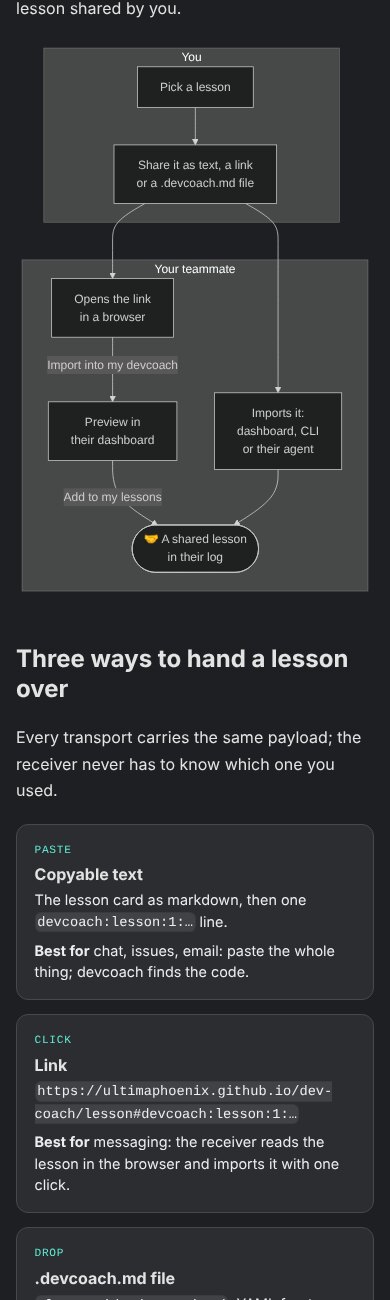 lesson shared by you.
You
Pick a lesson
Share it as text, a link
or a .devcoach.md file
Your teammate
Opens the link
in a browser
Import into my devcoach
Preview in
their dashboard
Imports it:
dashboard, CLI
or their agent
Add to my lessons
🤝 A shared lesson
in their log
Three ways to hand a lesson
over
Every transport carries the same payload; the
receiver never has to know which one you
used.
PASTE
Copyable text
The lesson card as markdown, then one
devcoach:lesson:1:… line.
Best for chat, issues, email: paste the whole
thing; devcoach finds the code.
CLICK
Link
https://ultimaphoenix.github.io/dev-
coach/lesson#devcoach:lesson:1:…
Best for messaging: the receiver reads the
lesson in the browser and imports it with one
click.
DROP
.devcoach.md file